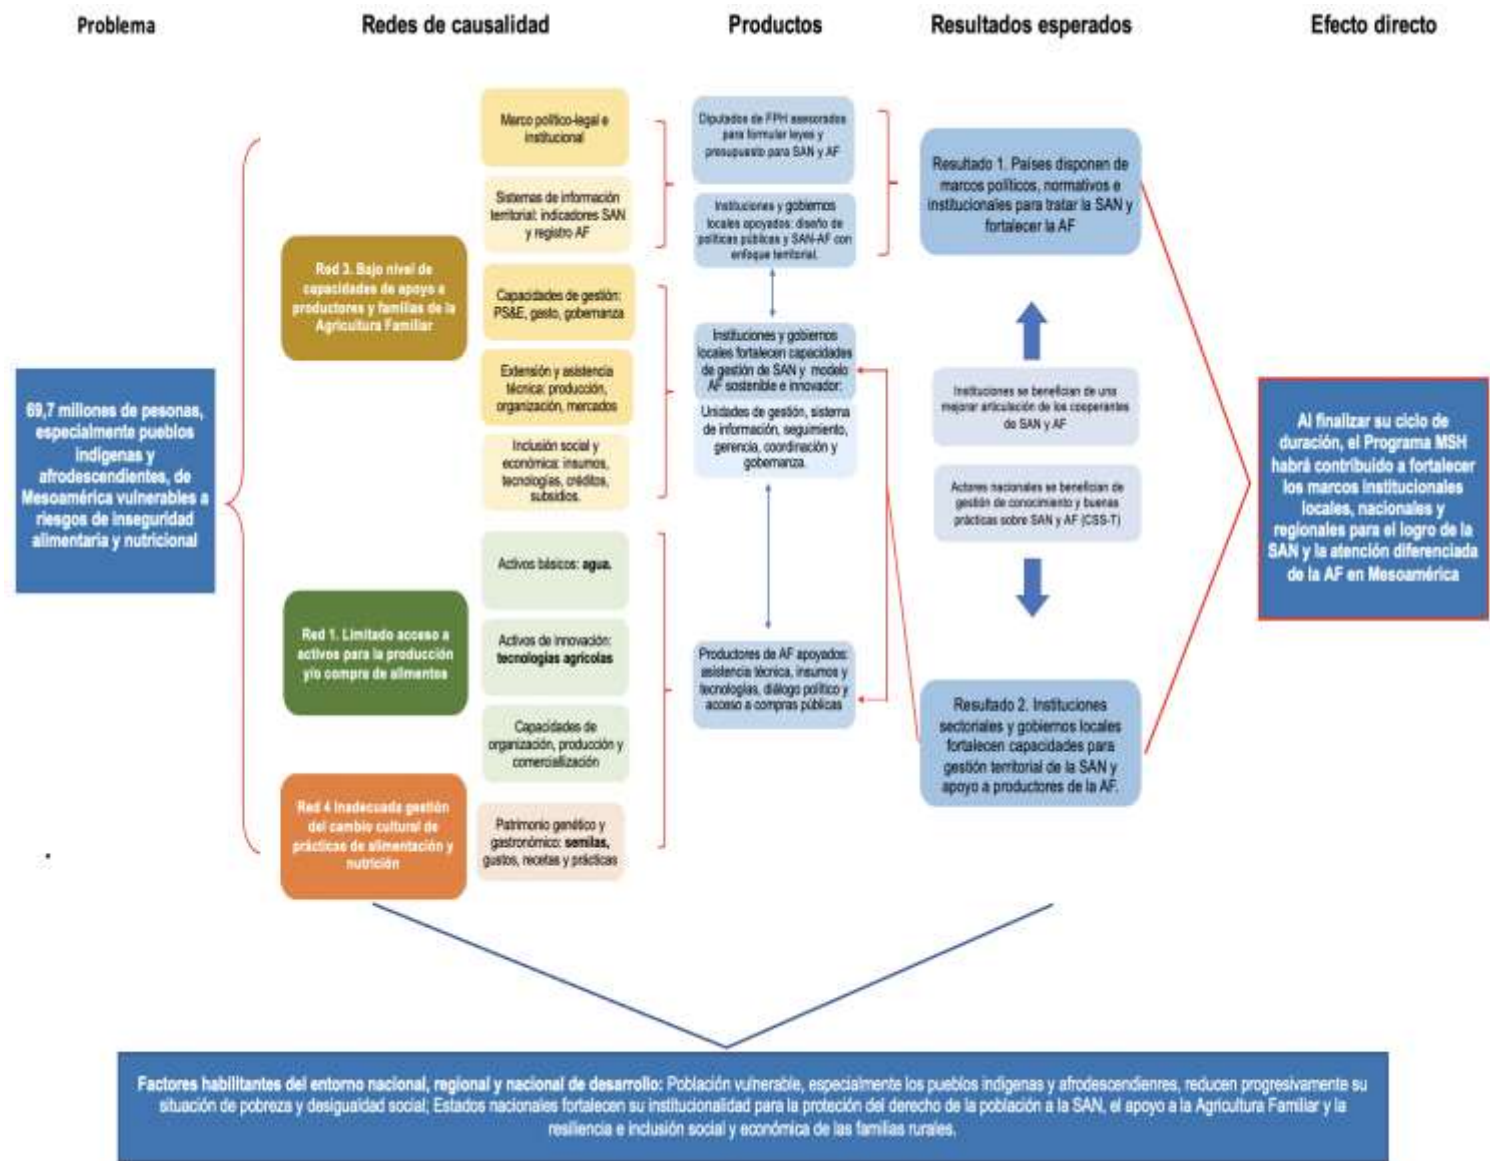 Problema
Redes de causalidad
Productos
Resultados esperados
Efecto directo
69,7 millones de pesonas,
especialmente pueblos
indígenas y
afrodescendientes, de
Mesoamérica vulnerables a
riesgos de inseguridad
alimentaria y nutricional
Red 3. Bajo nivel de
capacidades de apoyo a
productores y familias de la
Agricultura Familiar
Red 1. Limitado acceso a
activos para la producción
y/o compra de alimentos
Red 4 Inadecuada gestión
del cambio cultural de
prácticas de alimentación y
nutrición
Marco político-legal e
institucional
Sistemas de información
territorial: indicadores SAN
y registro AF
Capacidades de gestión:
PS&E, gasto, gobernanza
Extensión y asistencia
técnica: producción,
organización, mercados
Inclusión social y
económica: insumos,
tecnologías, créditos,
subsidios.
Activos básicos: agua.
Activos de innovación:
tecnologías agrícolas
Capacidades de
organización, producción y
comerciallización
Patrimonio genético y
gastronómico: semilas,
gustos, recetas y prácticas
Diputados de FPH asesorados
para formular leyes y
presupuesto para SAN y AF
Instituciones y gobiernos
locales apoyados: diseño de
políticas públicas y SAN-AF con
enfoque territorial.
Instituciones y gobiernos
locales fortalecen capacidades
de gestión de SAN y modelo
AF sostenible e innovador:
Unidades de gestión, sistema
de información, seguimiento,
gerencia, coordinación y
gobernanza.
Productores de AF apoyados:
asistencia técnica, insumos y
tecnologías, diálogo político y
acceso a compras públicas
Resultado 1. Países disponen de
marcos políticos, normativos e
institucionales para tratar la SAN y
fortalecer la AF
Instituciones se benefician de una
mejorar articulación de los cooperantes
de SAN y AF
Actores nacionales se benefician de
gestión de conocimiento y buenas
prácticas sobre SAN y AF (CSS-T)
Resultado 2. Instituciones
sectoriales y gobiernos locales
fortalecen capacidades para
gestión territorial de la SAN y
apoyo a productores de la AF.
Al finalizar su ciclo de
duración, el Programa MSH
habrá contribuido a fortalecer
los marcos institucionales
locales, nacionales y
regionales para el logro de la
SAN y la atención diferenciada
de la AF en Mesoamérica
Factores habilitantes del entorno nacional, regional y nacional de desarrollo: Población vulnerable, especialmente los pueblos indígenas y afrodescendienres, reducen progresivamente su
situación de pobreza y desigualdad social; Estados nacionales fortalecen su institucionalidad para la proteción del derecho de la población a la SAN, el apoyo a la Agricultura Familiar y la
resiliencia e inclusión social y económica de las familias rurales.